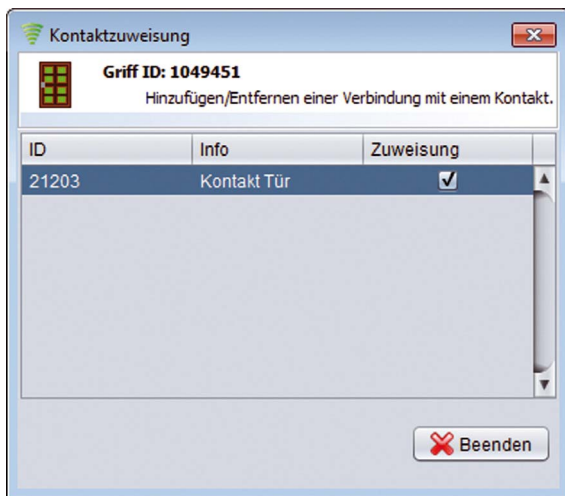 Kontaktzuweisung
Griff ID: 1049451
Hinzufügen/Entfernen einer Verbindung mit einem Kontakt.
ID Info Zuweisung
21203 Kontakt Tür
Beenden